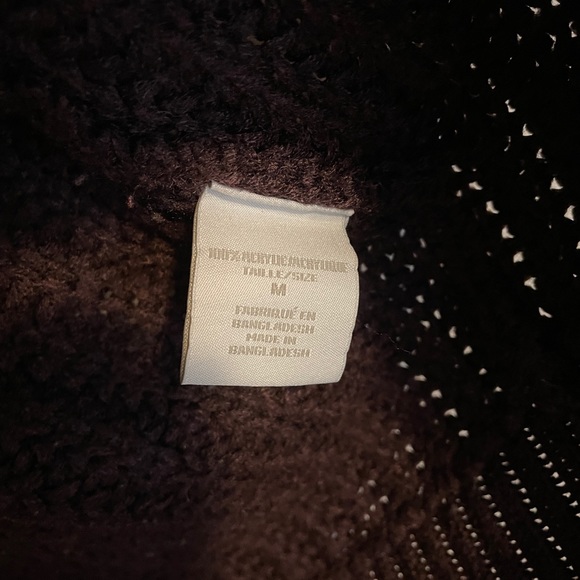 100% ACRYLIC/ACRYLIQUE
TAILLE/SIZE
M
FABRIQUÉ EN
BANGLADESH
MADE IN
BANGLADESH